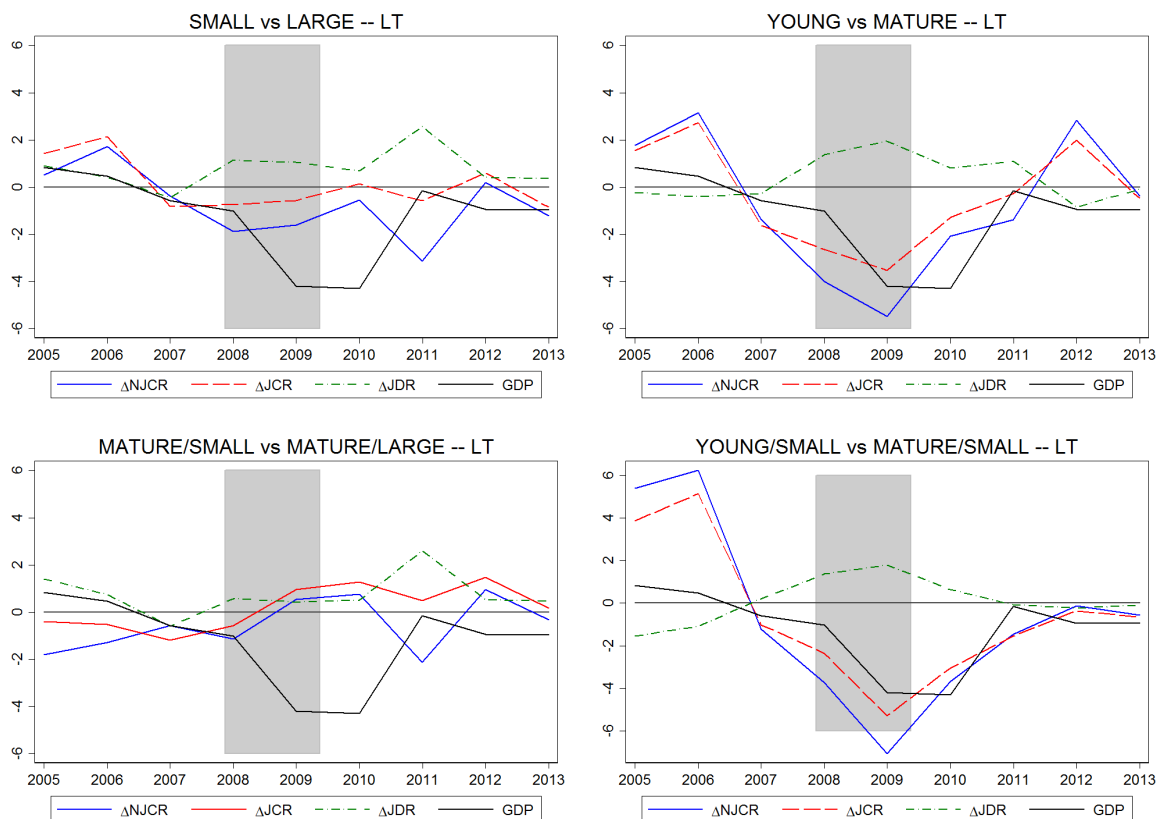 SMALL vs LARGE -- LT
6
4
2
0
-2
-4
-6
2005 2006 2007 2008 2009 2010 2011 2012 2013
ΔNJCR ΔJCR ΔJDR GDP
YOUNG vs MATURE -- LT
6
4
2
0
-2
-4
-6
2005 2006 2007 2008 2009 2010 2011 2012 2013
ΔNJCR ΔJCR ΔJDR GDP
MATURE/SMALL vs MATURE/LARGE -- LT
6
4
2
0
-2
-4
-6
2005 2006 2007 2008 2009 2010 2011 2012 2013
ΔNJCR ΔJCR ΔJDR GDP
YOUNG/SMALL vs MATURE/SMALL -- LT
6
4
2
0
-2
-4
-6
2005 2006 2007 2008 2009 2010 2011 2012 2013
ΔNJCR ΔJCR ΔJDR GDP